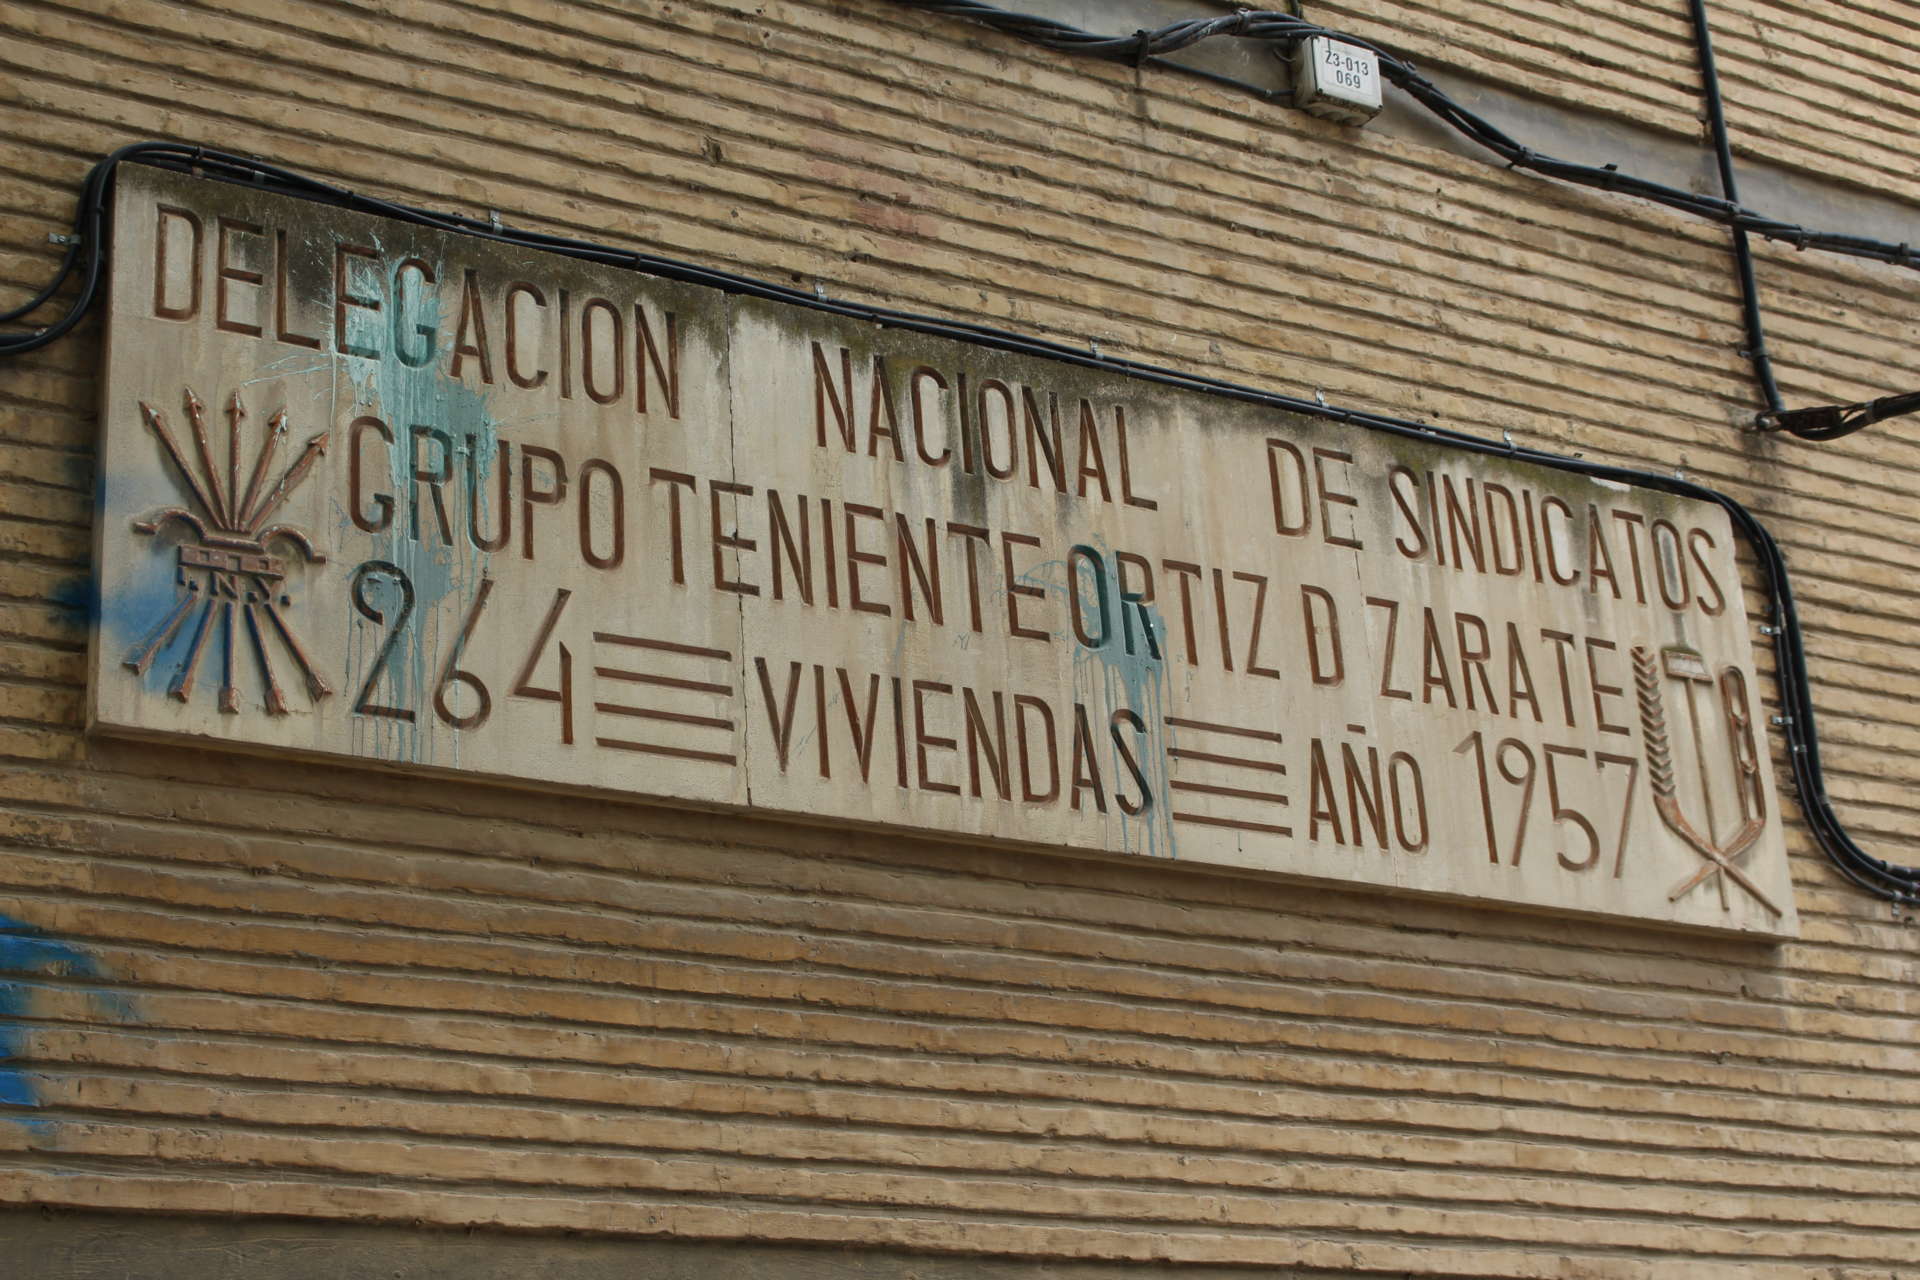 Z3-013
069
DELEGACION NACIONAL DE SINDICATOS
GRUPO TENIENTE ORTIZ D ZARATE
264 VIVIENDAS AÑO 1957
I.N.V.